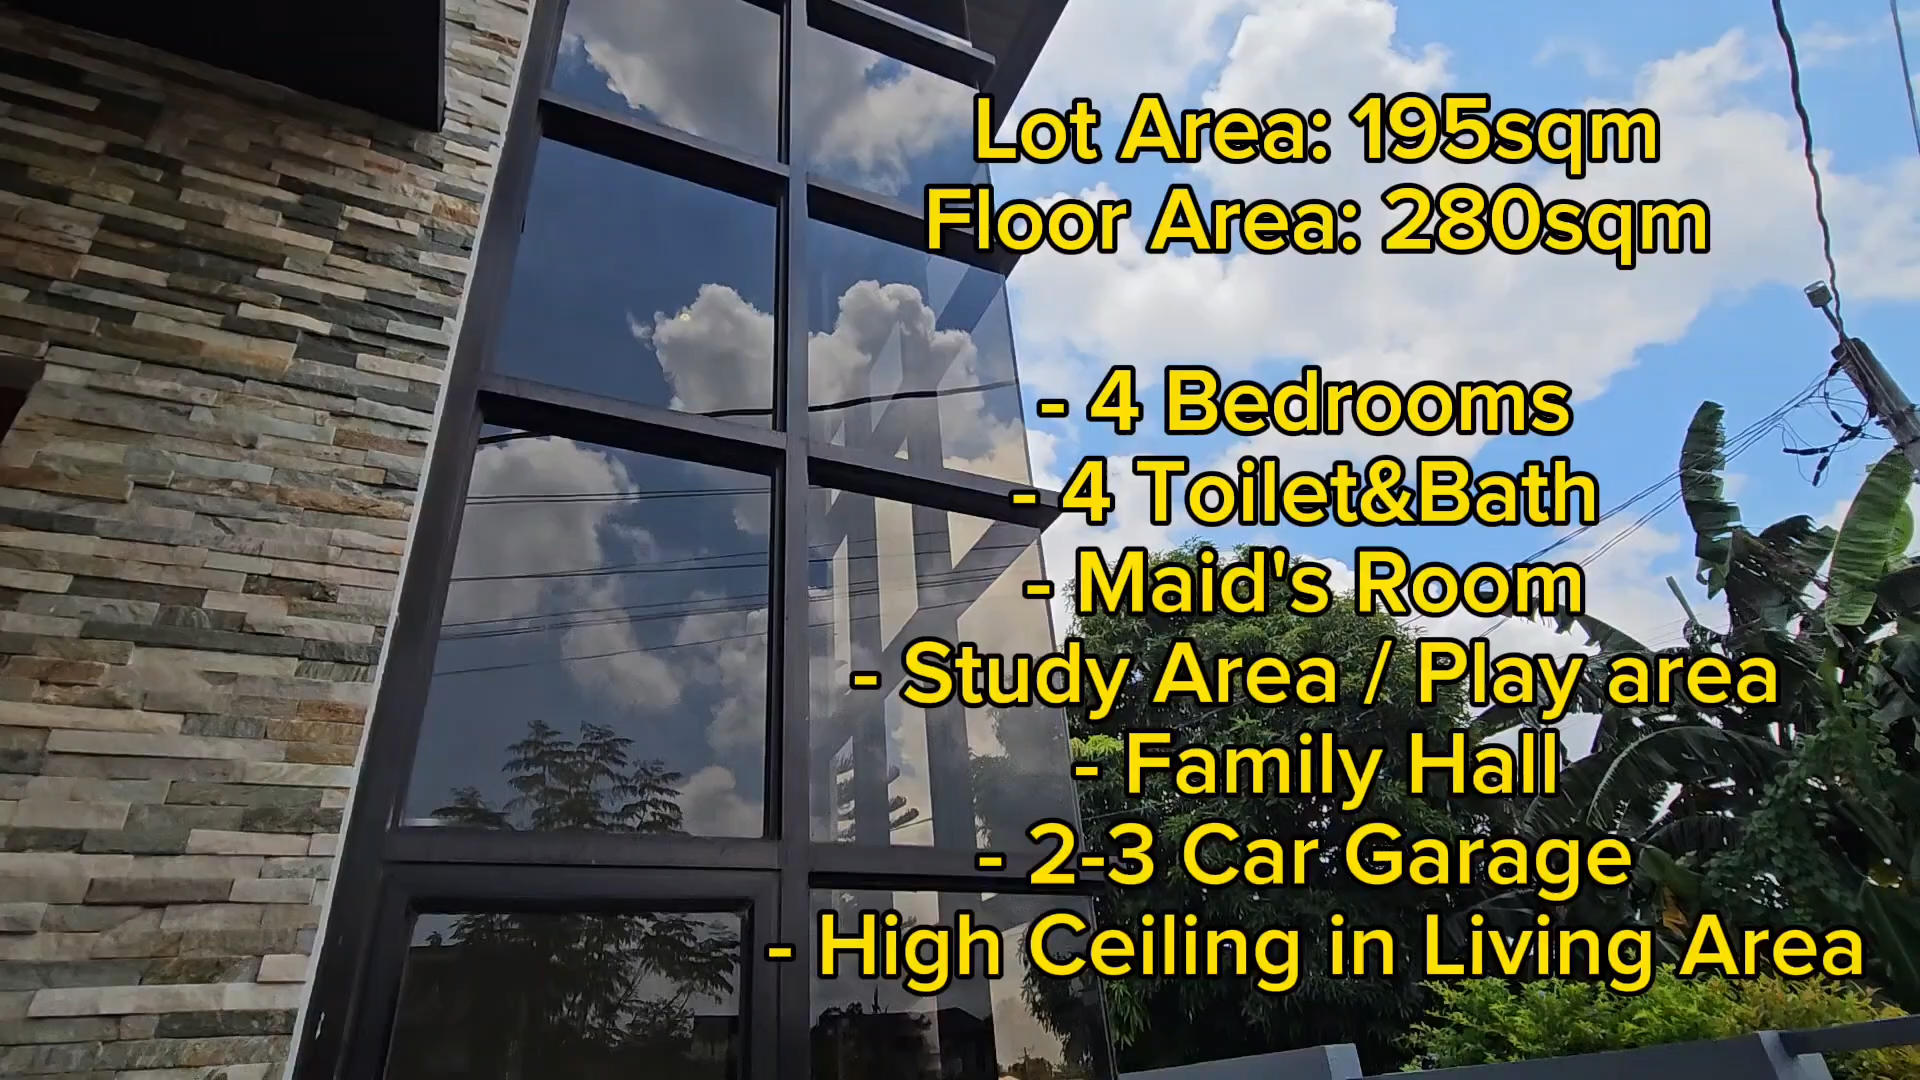 Lot Area: 195sqm
Floor Area: 280sqm
- 4 Bedrooms
- 4 Toilet&Bath
- Maid's Room
- Study Area / Play area
- Family Hall
- 2-3 Car Garage
- High Ceiling in Living Area